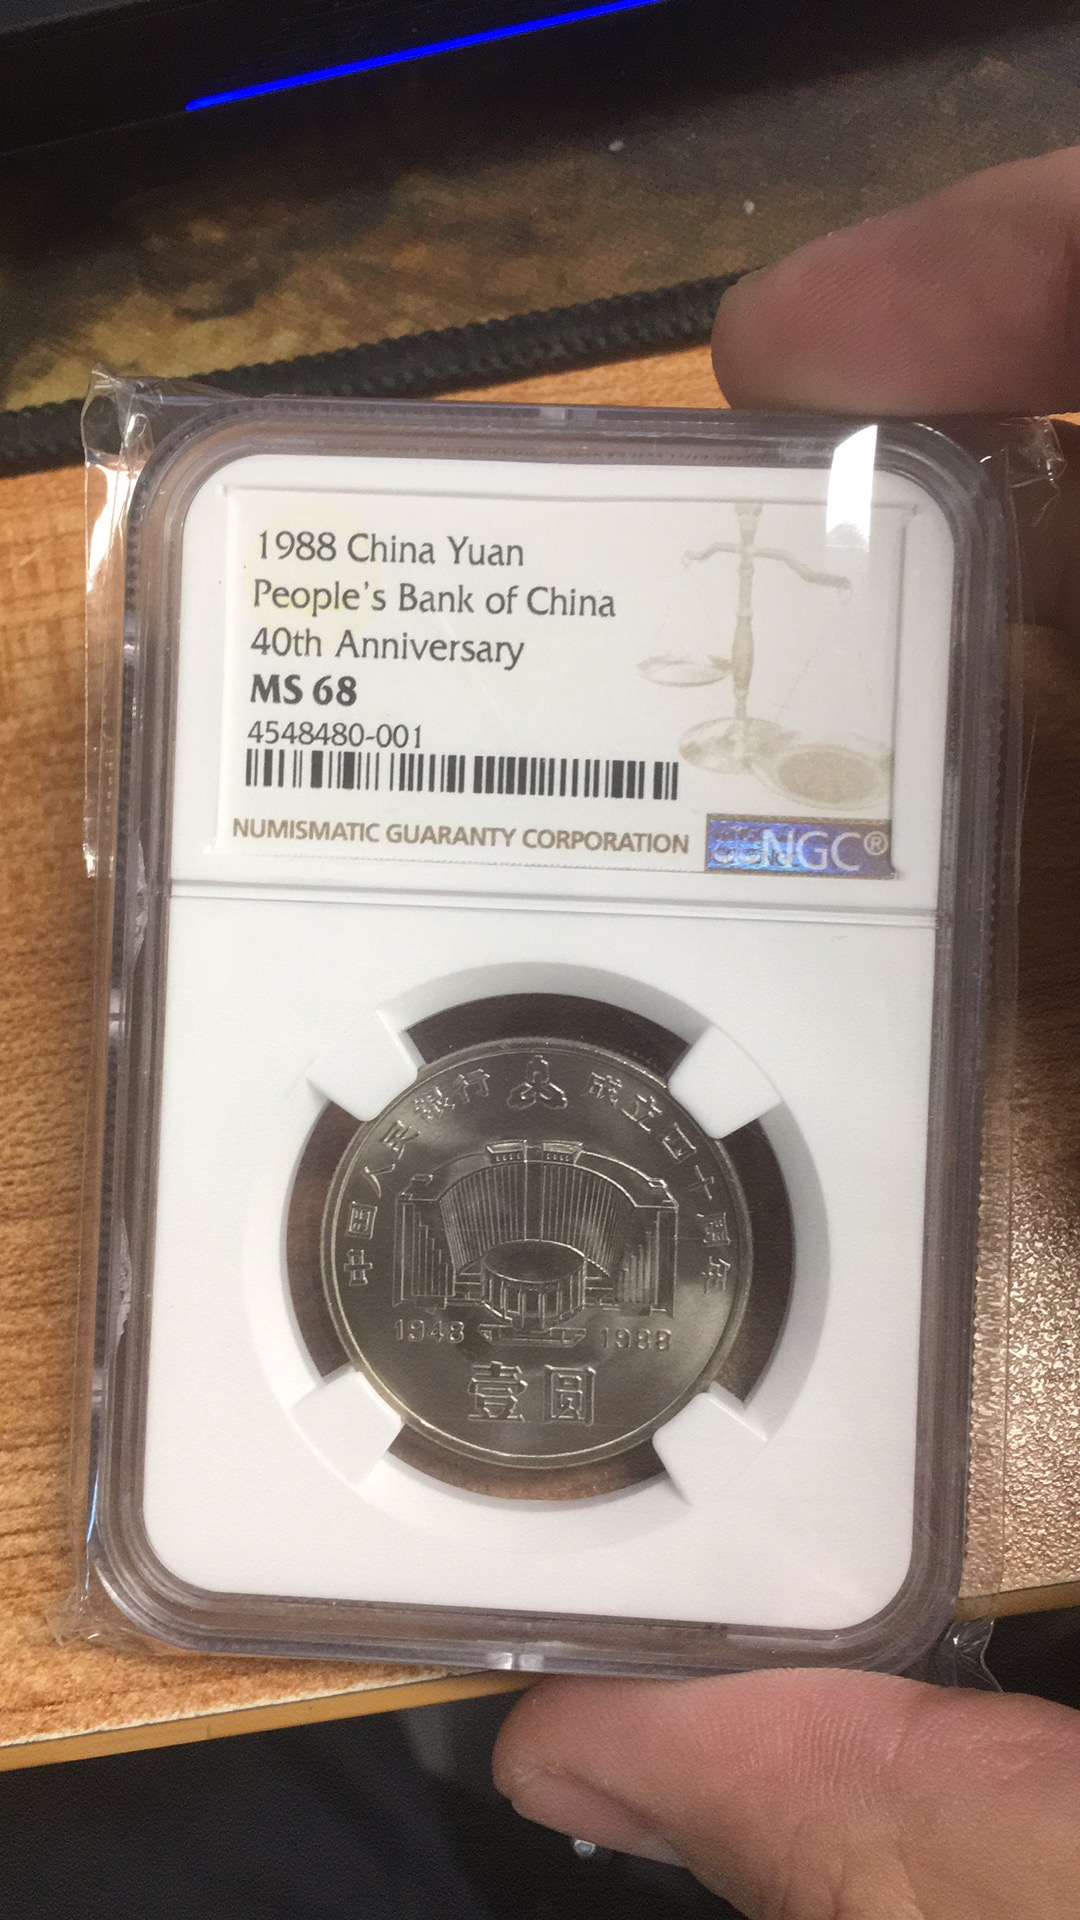 1988 China Yuan
People's Bank of China
40th Anniversary
MS 68
4548480-001
NUMISMATIC GUARANTY CORPORATION
NGC®
中国人民银行 成立四十周年
1948 1988
壹圆